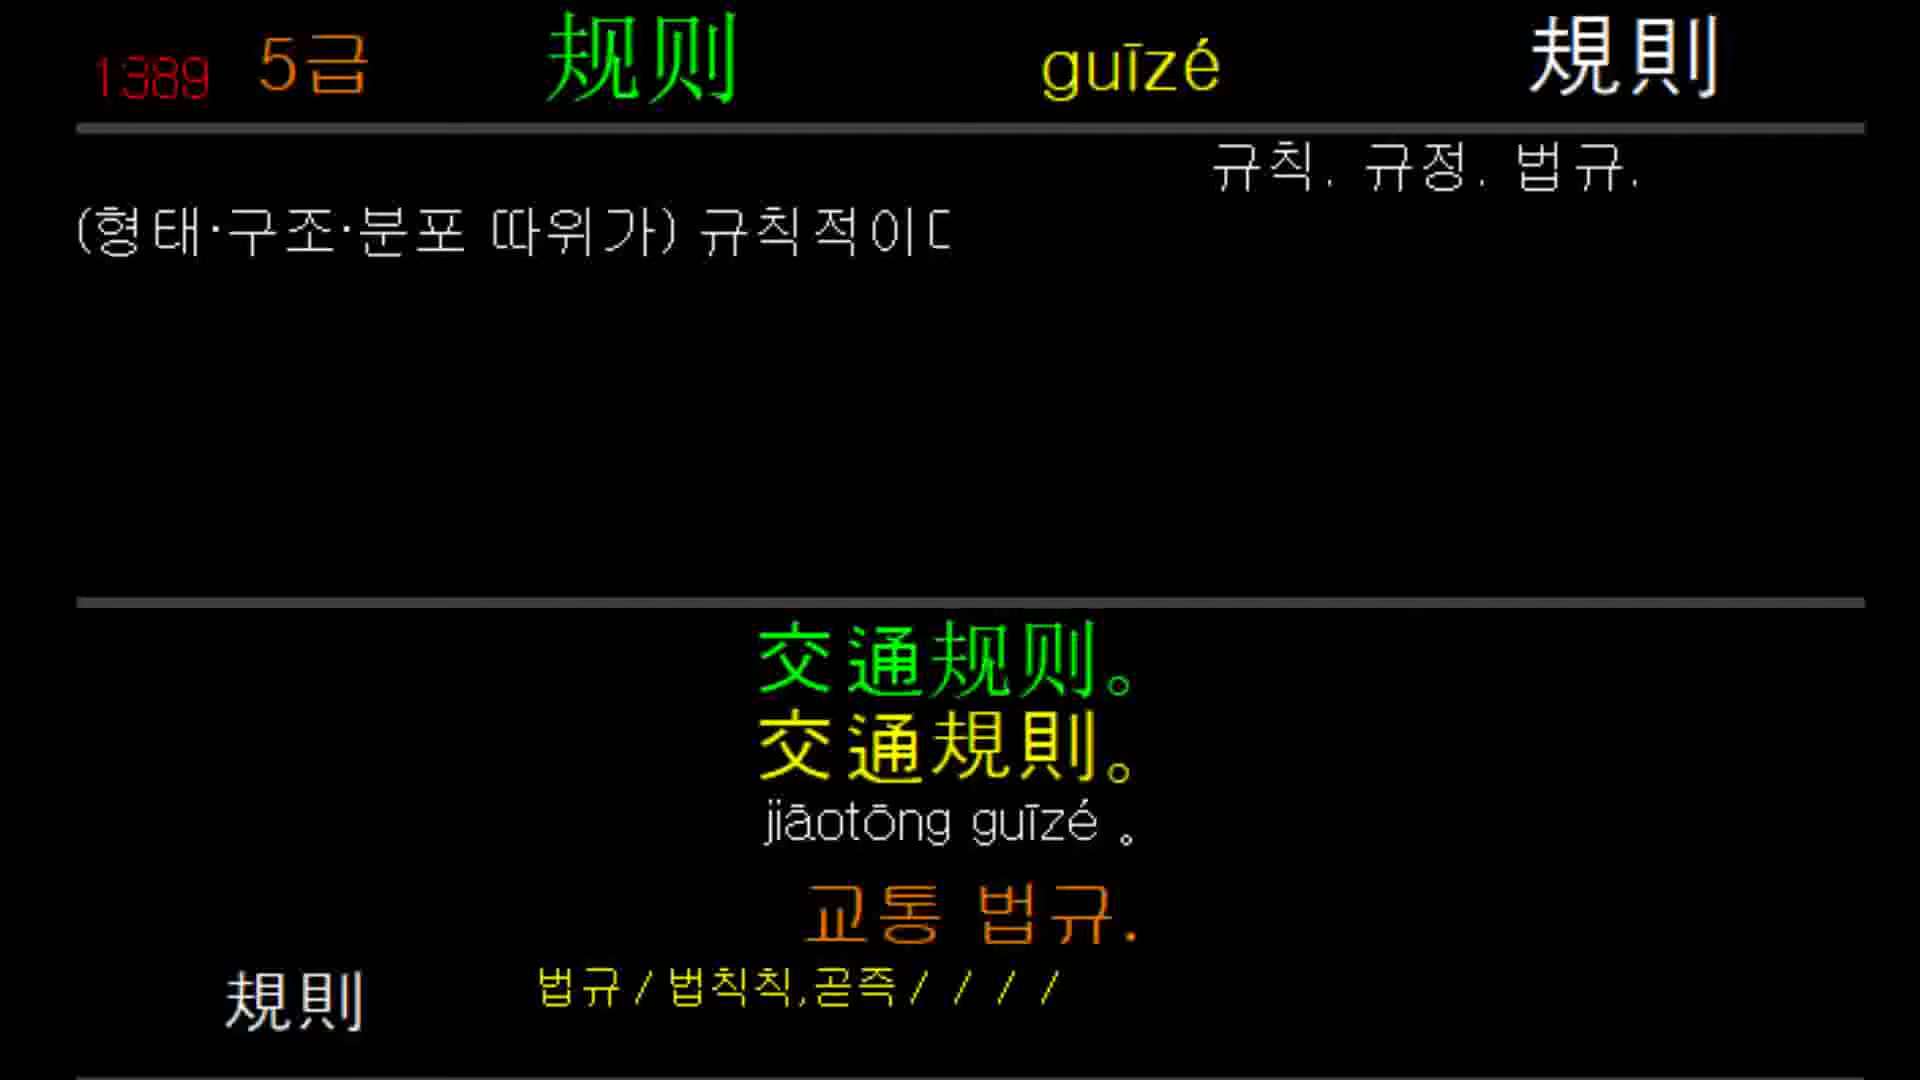 1389 5급 规则 guīzé 規則
규칙. 규정. 법규.
(형태·구조·분포 따위가) 규칙적이ㄷ
交通规则。
交通規則。
jiāotōng guīzé 。
교통 법규.
規則 법규 / 법칙칙,곧즉 / / / /